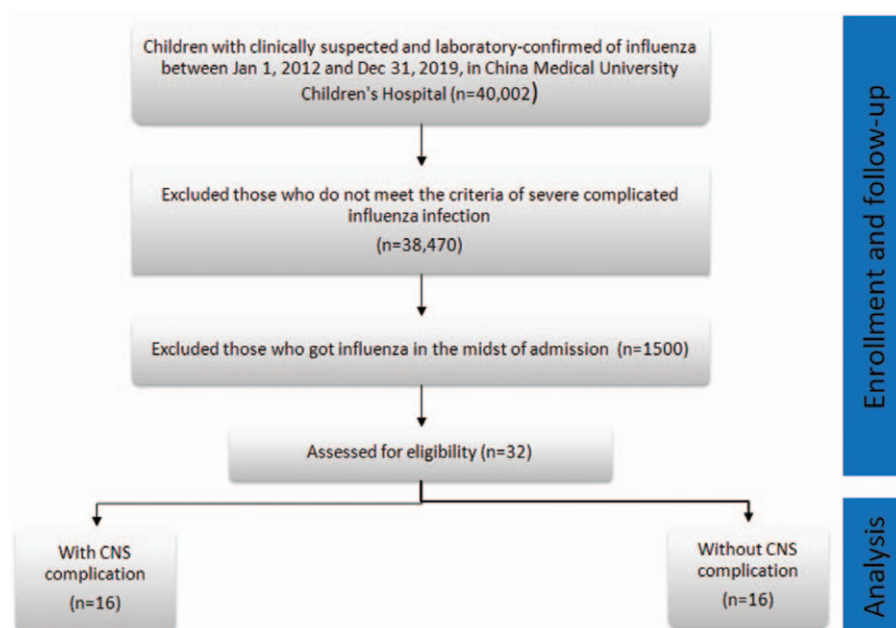 Children with clinically suspected and laboratory-confirmed of influenza
between Jan 1, 2012 and Dec 31, 2019, in China Medical University
Children's Hospital (n=40,002)
Excluded those who do not meet the criteria of severe complicated
influenza infection
(n=38,470)
Excluded those who got influenza in the midst of admission (n=1500)
Assessed for eligibility (n=32)
With CNS
complication
(n=16)
Without CNS
complication
(n=16)
Enrollment and follow-up
Analysis